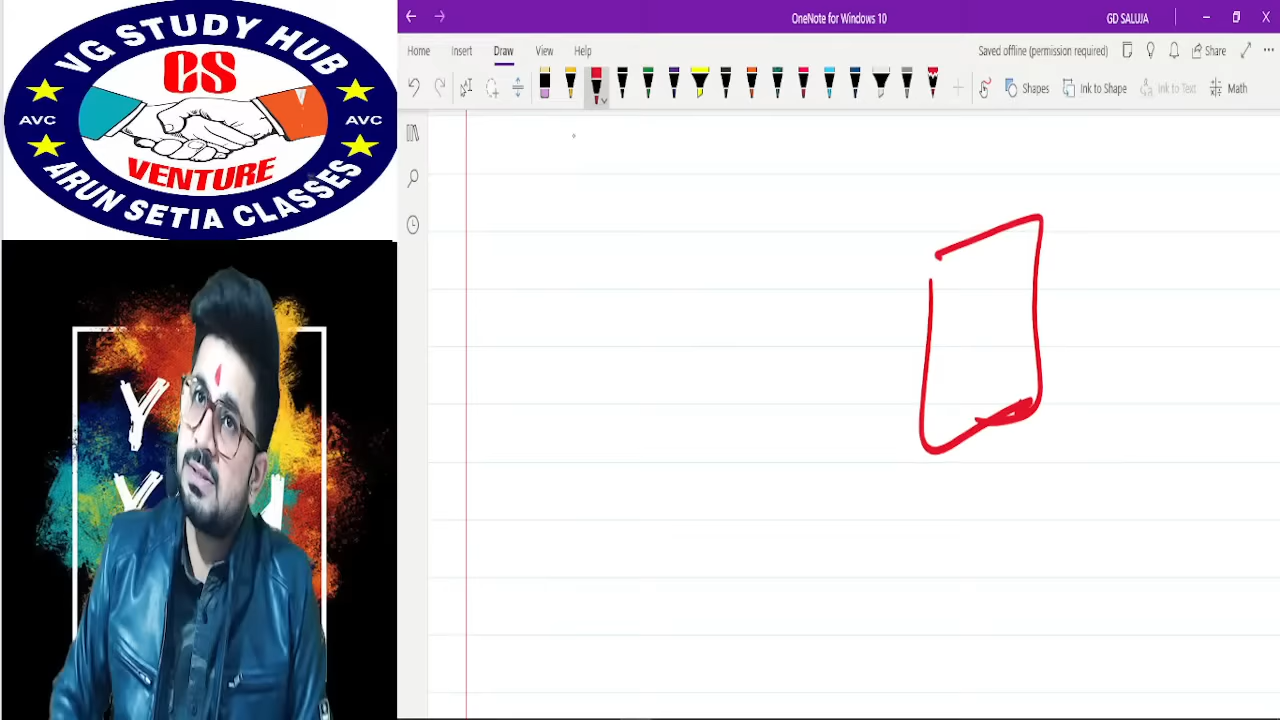 VG STUDY HUB
CS
AVC
AVC
VENTURE
ARUN SETIA CLASSES
OneNote for Windows 10
GD SALUJA
Home
Insert
Draw
View
Help
Saved offline (permission required)
Share
Shapes
Ink to Shape
Ink to Text
Math
Y
Y